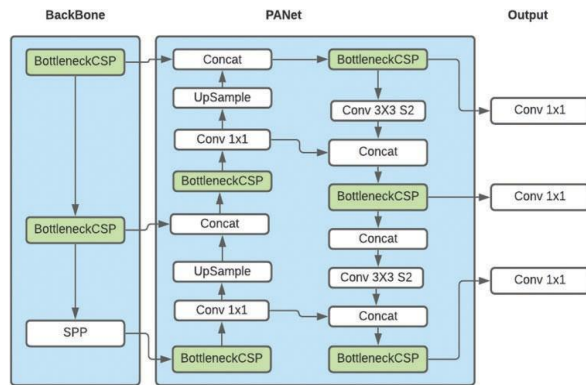 BackBone
PANet
Output
BottleneckCSP
BottleneckCSP
SPP
Concat
UpSample
Conv 1x1
BottleneckCSP
Concat
UpSample
Conv 1x1
BottleneckCSP
BottleneckCSP
Conv 3X3 S2
Concat
BottleneckCSP
Concat
Conv 3X3 S2
Concat
BottleneckCSP
Conv 1x1
Conv 1x1
Conv 1x1